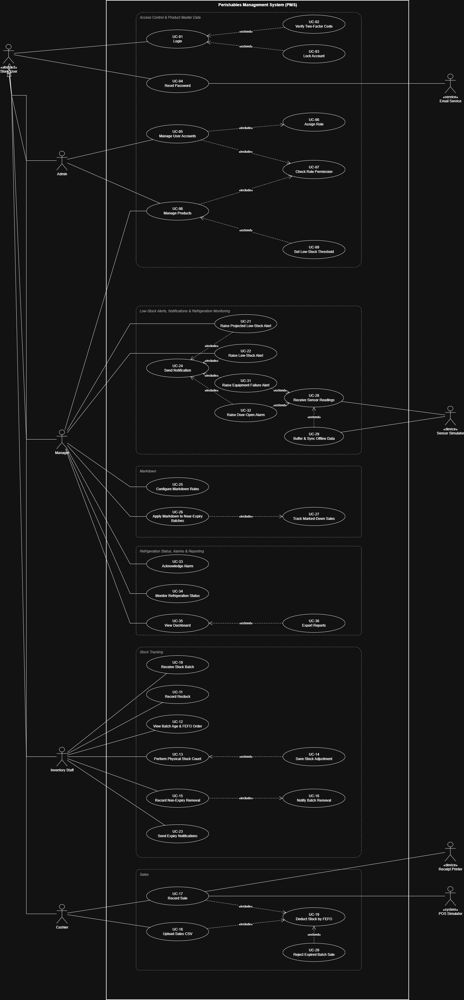 Perishables Management System (PMS)
Access Control & Product Master Data
UC-01
Login
UC-02
Verify Two-Factor Code
«extend»
UC-03
Lock Account
«extend»
«abstract»
Store User
UC-04
Reset Password
«service»
Email Service
UC-05
Manage User Accounts
UC-06
Assign Role
«include»
«include»
UC-07
Check Role Permission
Admin
«include»
UC-08
Manage Products
«extend»
UC-09
Set Low-Stock Threshold
Low-Stock Alerts, Notifications & Refrigeration Monitoring
UC-21
Raise Projected Low-Stock Alert
«include»
UC-22
Raise Low-Stock Alert
«include»
UC-24
Send Notification
«include»
UC-31
Raise Equipment Failure Alert
«include»
«extend»
UC-28
Receive Sensor Readings
«extend»
UC-32
Raise Door-Open Alarm
«extend»
UC-29
Buffer & Sync Offline Data
«device»
Sensor Simulator
Manager
Markdown
UC-25
Configure Markdown Rules
UC-26
Apply Markdown to Near-Expiry
Batches
«include»
UC-27
Track Marked-Down Sales
Refrigeration Status, Alarms & Reporting
UC-33
Acknowledge Alarm
UC-34
Monitor Refrigeration Status
UC-35
View Dashboard
«extend»
UC-36
Export Reports
Stock Tracking
UC-10
Receive Stock Batch
UC-11
Record Restock
UC-12
View Batch Age & FEFO Order
UC-13
Perform Physical Stock Count
«extend»
UC-14
Save Stock Adjustment
Inventory Staff
UC-15
Record Non-Expiry Removal
«include»
UC-16
Notify Batch Removal
UC-23
Send Expiry Notifications
«device»
Receipt Printer
Sales
UC-17
Record Sale
«include»
«system»
POS Simulator
UC-19
Deduct Stock by FEFO
Cashier
UC-18
Upload Sales CSV
«include»
«extend»
UC-20
Reject Expired Batch Sale